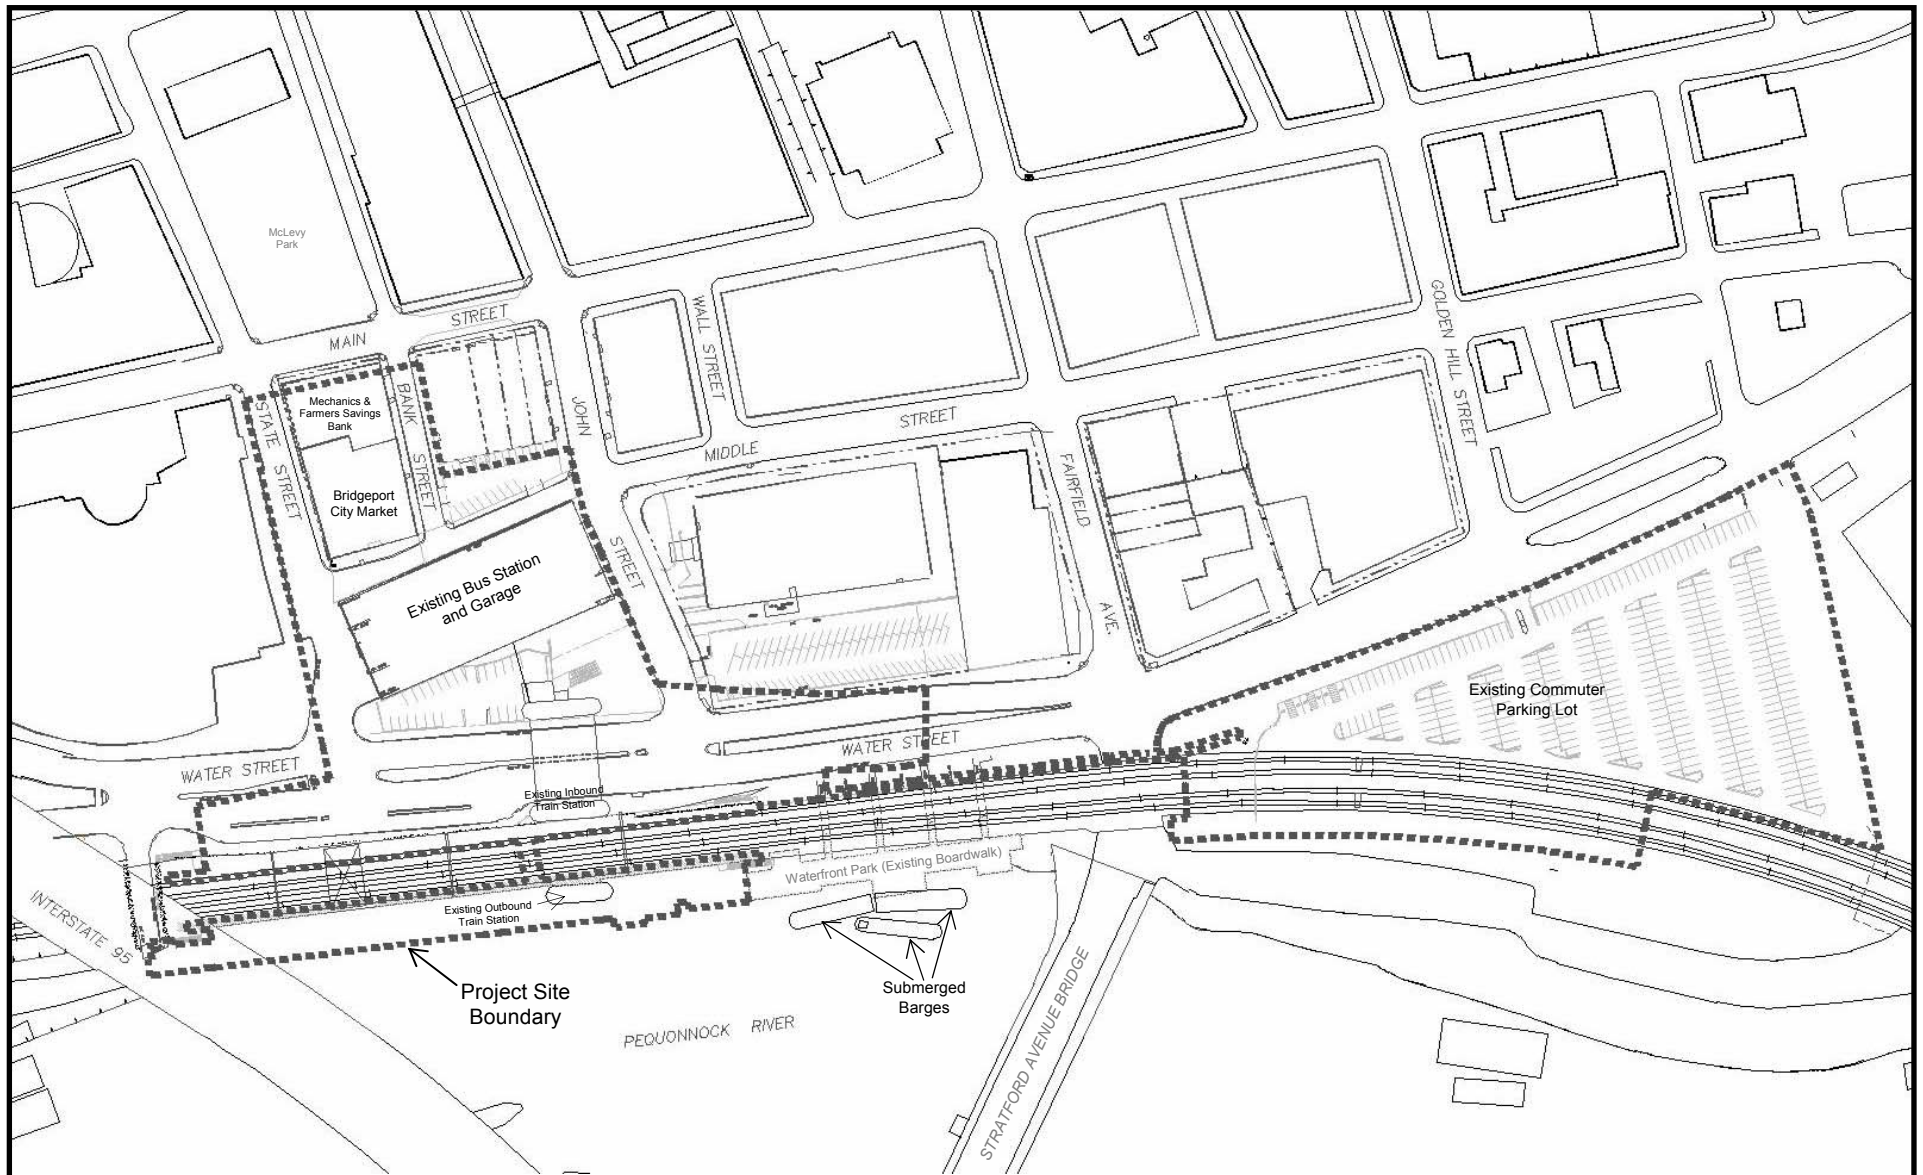 McLevy
Park
MAIN
STREET
WALL STREET
GOLDEN HILL STREET
Mechanics &
Farmers Savings
Bank
BANK
STREET
STATE
STREET
JOHN
STREET
MIDDLE
STREET
Bridgeport
City Market
FAIRFIELD
AVE.
Existing Bus Station
and Garage
Existing Commuter
Parking Lot
WATER STREET
WATER STREET
Existing Inbound
Train Station
Waterfront Park (Existing Boardwalk)
Existing Outbound
Train Station
INTERSTATE 95
Project Site
Boundary
Submerged
Barges
PEQUONNOCK RIVER
STRATFORD AVENUE BRIDGE